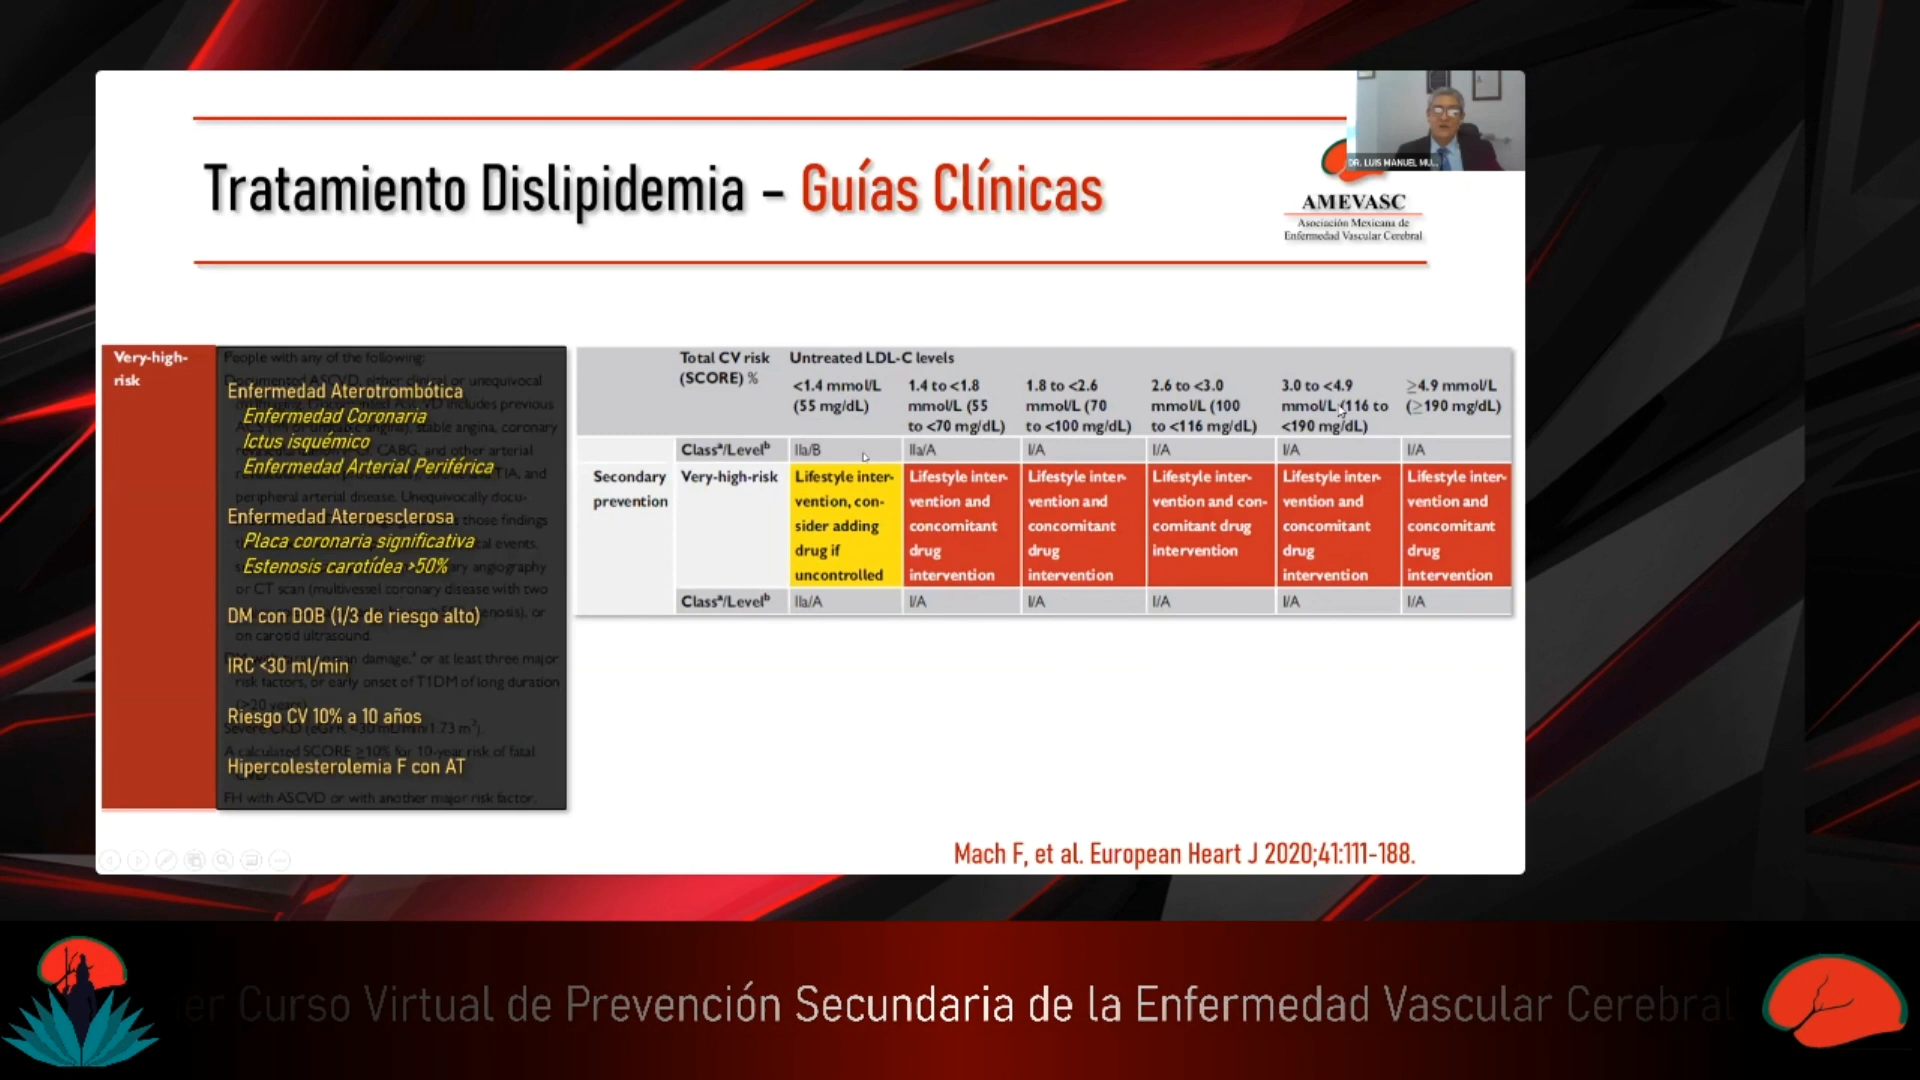 DR. LUIS MANUEL MU...
Tratamiento Dislipidemia – Guías Clínicas
AMEVASC
Asociación Mexicana de
Enfermedad Vascular Cerebral
Very-high-
risk
People with any of the following:
Enfermedad Aterotrombótica
Enfermedad Coronaria
Ictus isquémico
Enfermedad Arterial Periférica
Enfermedad Ateroesclerosa
Placa coronaria significativa
Estenosis carotídea >50%
or CT scan (multivessel coronary disease with two
DM con DOB (1/3 de riesgo alto)
on carotid ultrasound.
IRC <30 ml/min
risk factors, or early onset of T1DM of long duration
Riesgo CV 10% a 10 años
A calculated SCORE ≥10% for 10-year risk of fatal
Hipercolesterolemia F con AT
FH with ASCVD or with another major risk factor.
Total CV risk (SCORE) %
Untreated LDL-C levels
<1.4 mmol/L (55 mg/dL)
1.4 to <1.8 mmol/L (55 to <70 mg/dL)
1.8 to <2.6 mmol/L (70 to <100 mg/dL)
2.6 to <3.0 mmol/L (100 to <116 mg/dL)
3.0 to <4.9 mmol/L (116 to <190 mg/dL)
≥4.9 mmol/L (≥190 mg/dL)
Classª/Levelᵇ IIa/B IIa/A I/A I/A I/A I/A
Secondary prevention
Very-high-risk
Lifestyle inter-
vention, con-
sider adding
drug if
uncontrolled
Lifestyle inter-
vention and
concomitant
drug
intervention
Lifestyle inter-
vention and
concomitant
drug
intervention
Lifestyle inter-
vention and con-
comitant drug
intervention
Lifestyle inter-
vention and
concomitant
drug
intervention
Lifestyle inter-
vention and
concomitant
drug
intervention
Classª/Levelᵇ IIa/A I/A I/A I/A I/A I/A
Mach F, et al. European Heart J 2020;41:111-188.
er Curso Virtual de Prevención Secundaria de la Enfermedad Vascular Cerebral